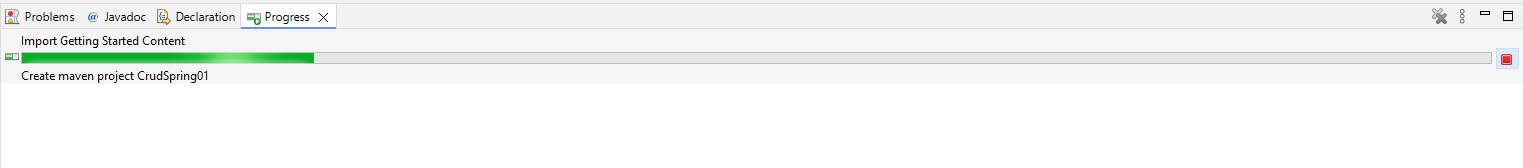 Problems @ Javadoc Declaration Progress
Import Getting Started Content
Create maven project CrudSpring01